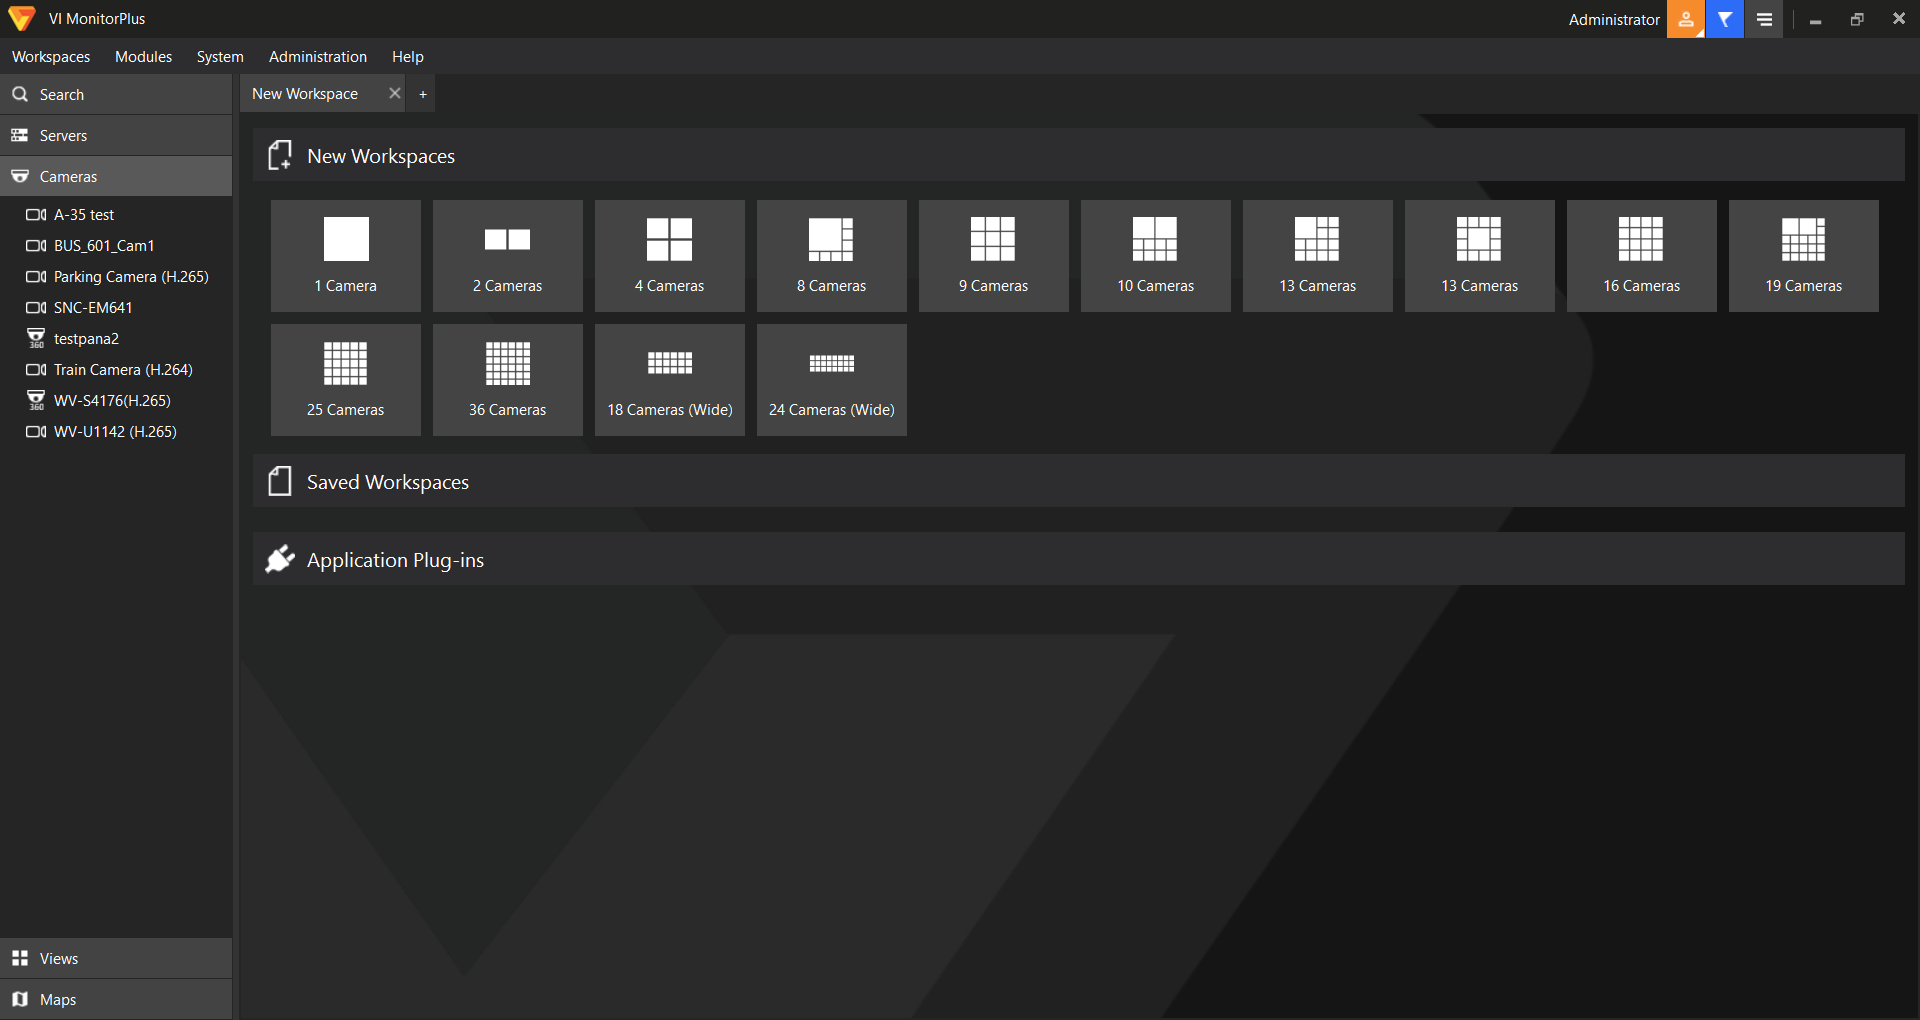 VI MonitorPlus
Administrator
Workspaces Modules System Administration Help
Search
Servers
Cameras
A-35 test
BUS_601_Cam1
Parking Camera (H.265)
SNC-EM641
360 testpana2
Train Camera (H.264)
360 WV-S4176(H.265)
WV-U1142 (H.265)
Views
Maps
New Workspace +
New Workspaces
1 Camera 2 Cameras 4 Cameras 8 Cameras 9 Cameras 10 Cameras 13 Cameras 13 Cameras 16 Cameras 19 Cameras
25 Cameras 36 Cameras 18 Cameras (Wide) 24 Cameras (Wide)
Saved Workspaces
Application Plug-ins